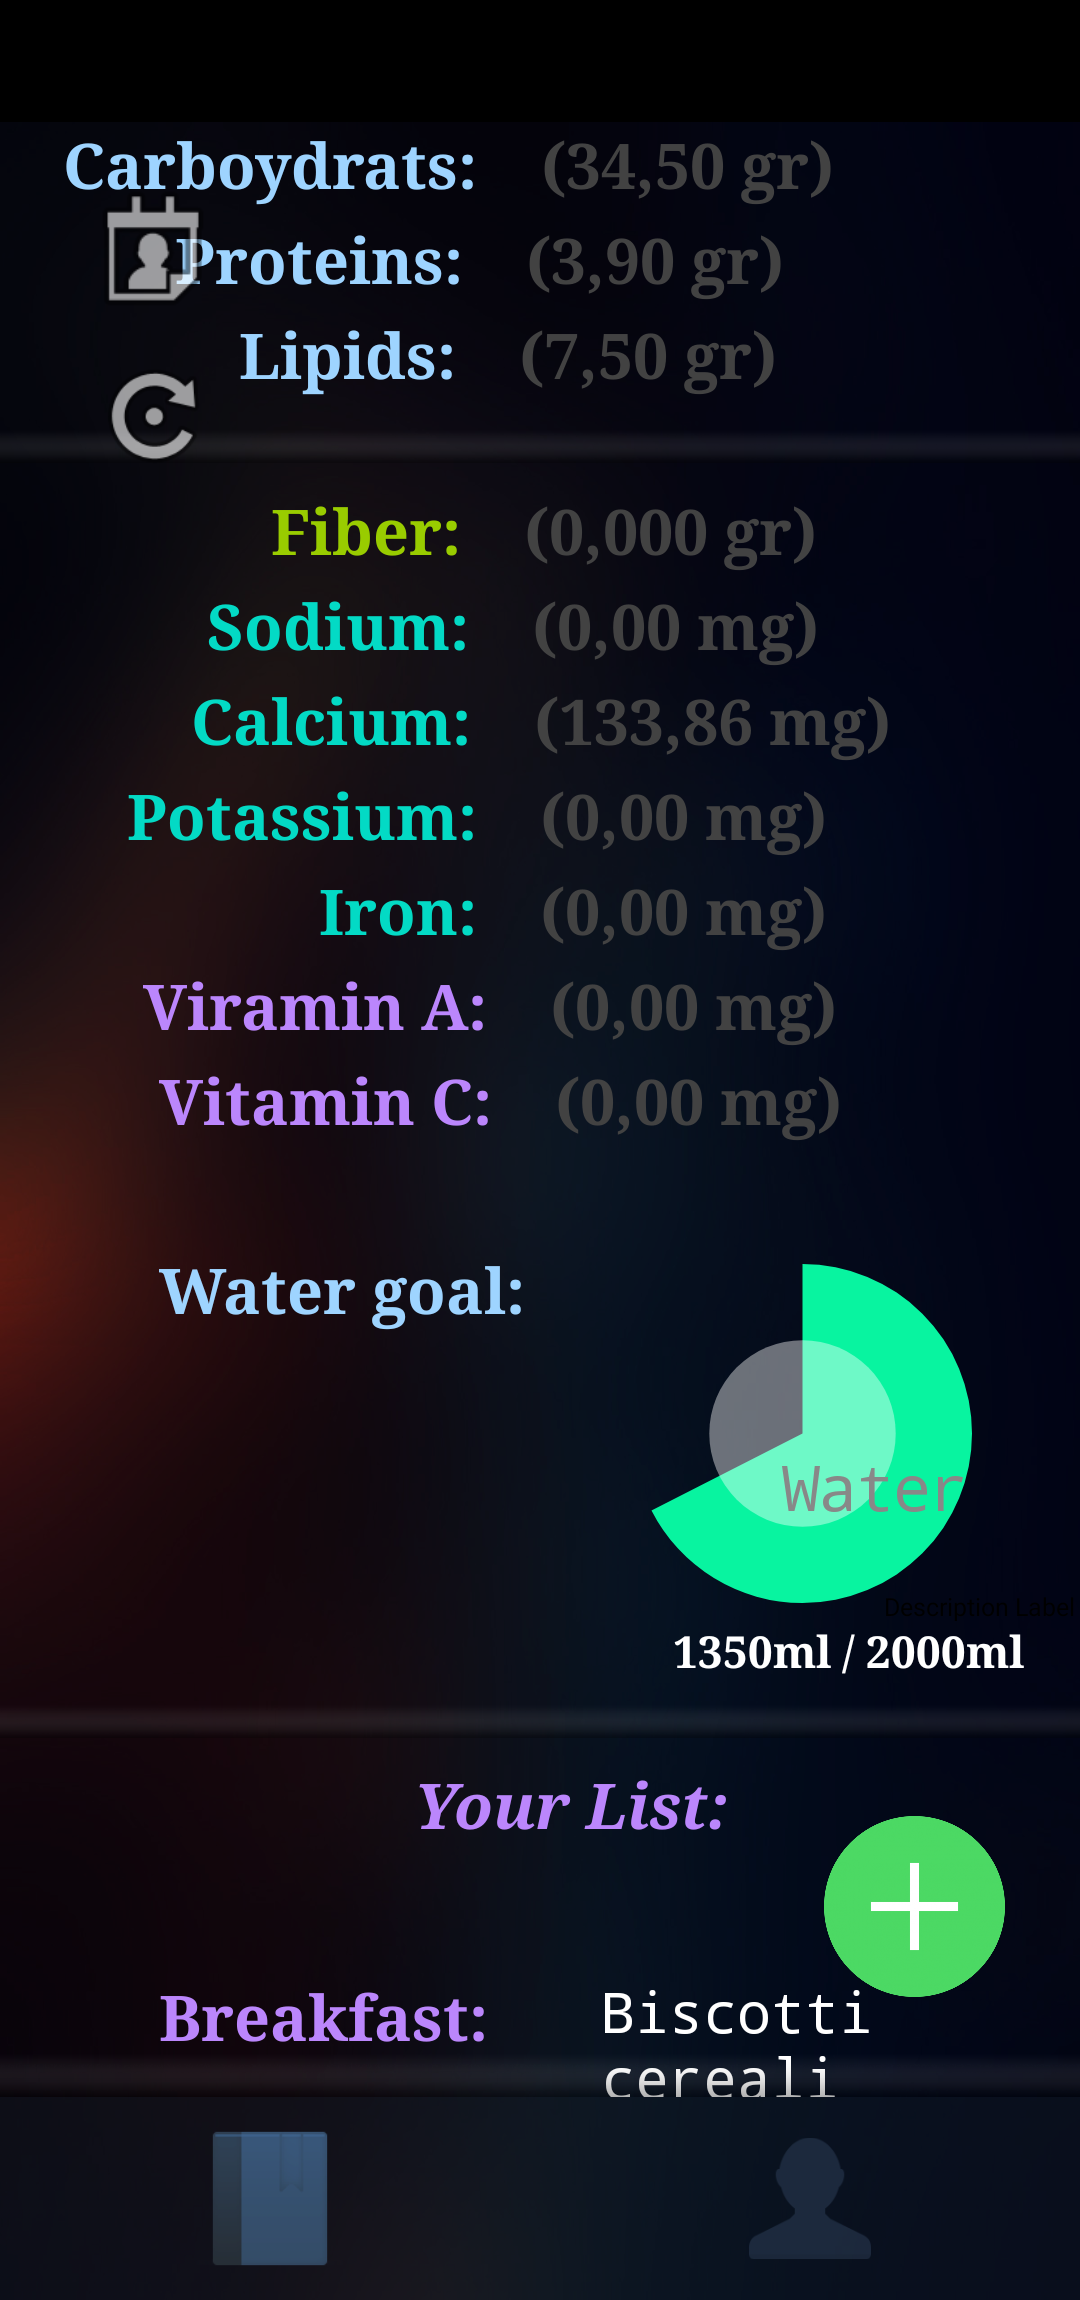 Carboydrats: (34,50 gr)
Proteins: (3,90 gr)
Lipids: (7,50 gr)
Fiber: (0,000 gr)
Sodium: (0,00 mg)
Calcium: (133,86 mg)
Potassium: (0,00 mg)
Iron: (0,00 mg)
Viramin A: (0,00 mg)
Vitamin C: (0,00 mg)
Water goal:
Water
Description Label
1350ml / 2000ml
Your List:
Breakfast: Biscotti
cereali